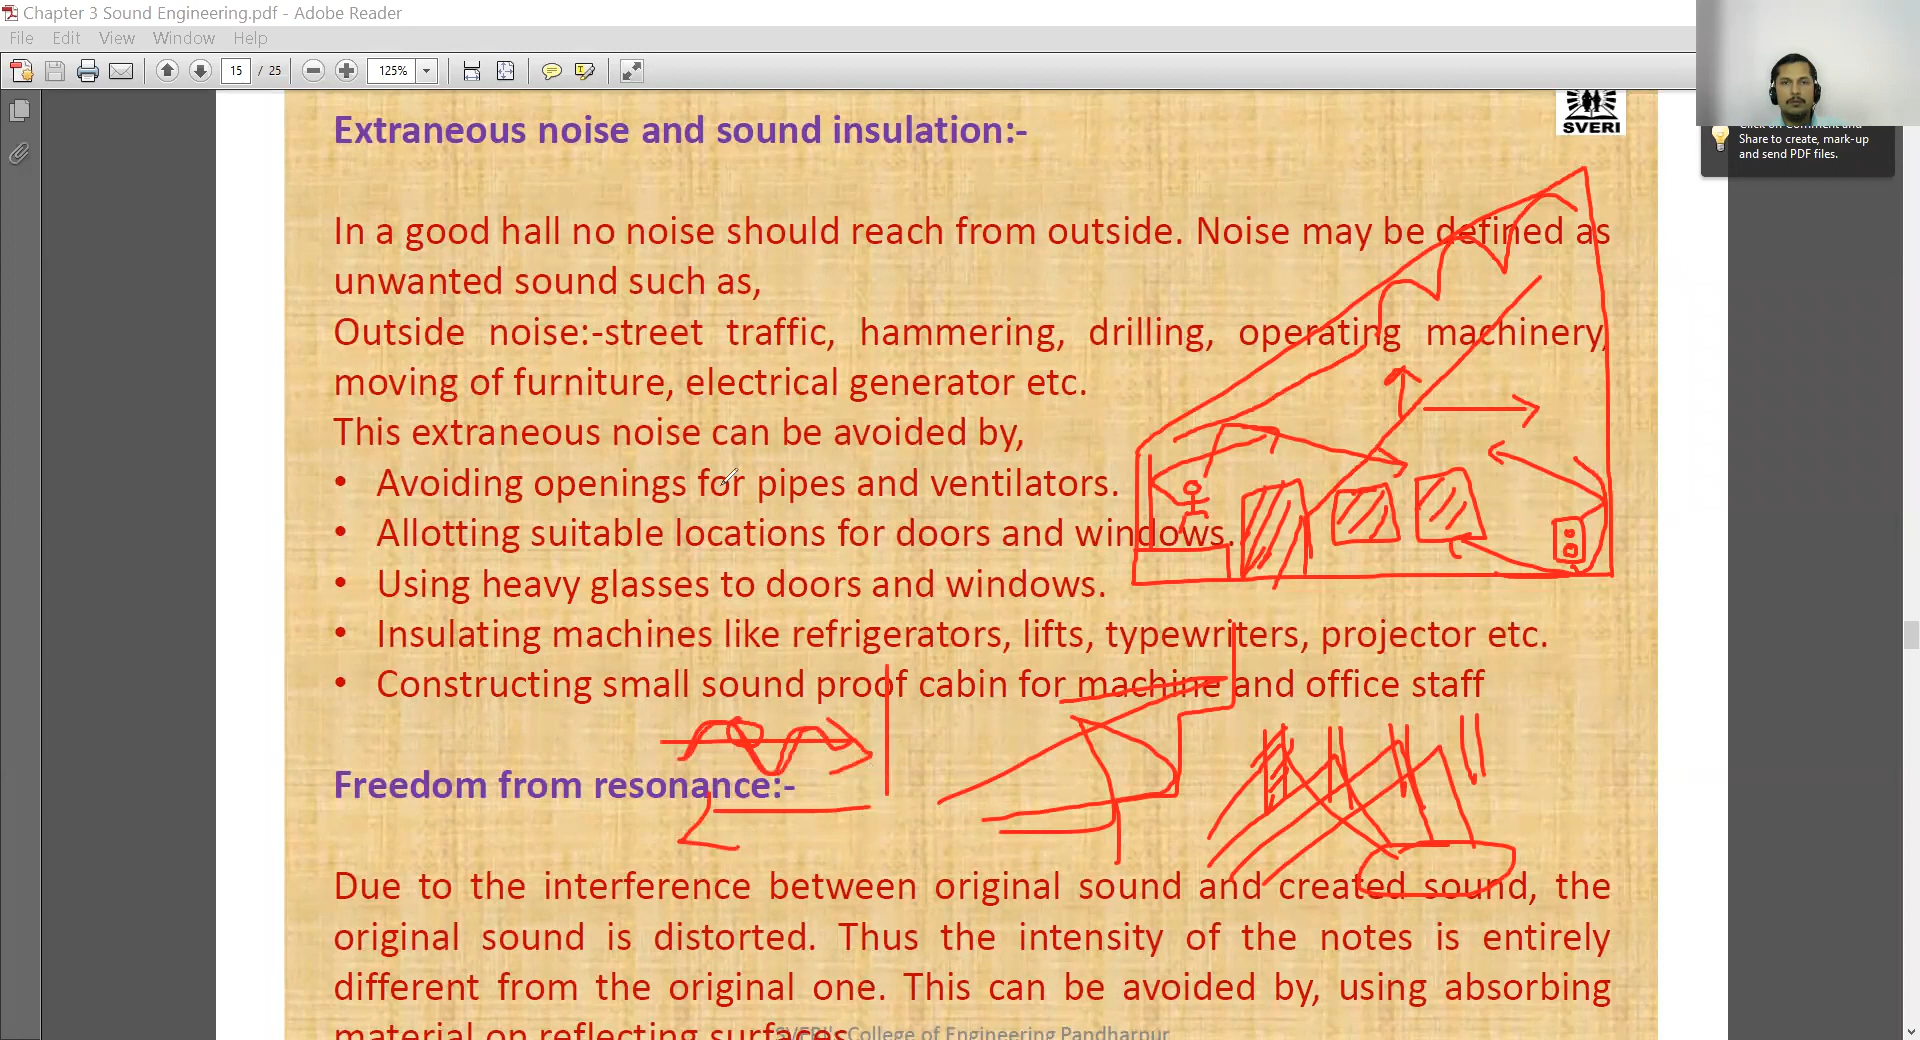 Chapter 3 Sound Engineering.pdf - Adobe Reader
File Edit View Window Help
15 / 25 125%
SVERI
Share to create, mark-up
and send PDF files.
Extraneous noise and sound insulation:-
In a good hall no noise should reach from outside. Noise may be defined as
unwanted sound such as,
Outside noise:-street traffic, hammering, drilling, operating machinery,
moving of furniture, electrical generator etc.
This extraneous noise can be avoided by,
• Avoiding openings for pipes and ventilators.
• Allotting suitable locations for doors and windows.
• Using heavy glasses to doors and windows.
• Insulating machines like refrigerators, lifts, typewriters, projector etc.
• Constructing small sound proof cabin for machine and office staff
Freedom from resonance:-
Due to the interference between original sound and created sound, the
original sound is distorted. Thus the intensity of the notes is entirely
different from the original one. This can be avoided by, using absorbing
material on reflecting surfaces
College of Engineering Pandharpur